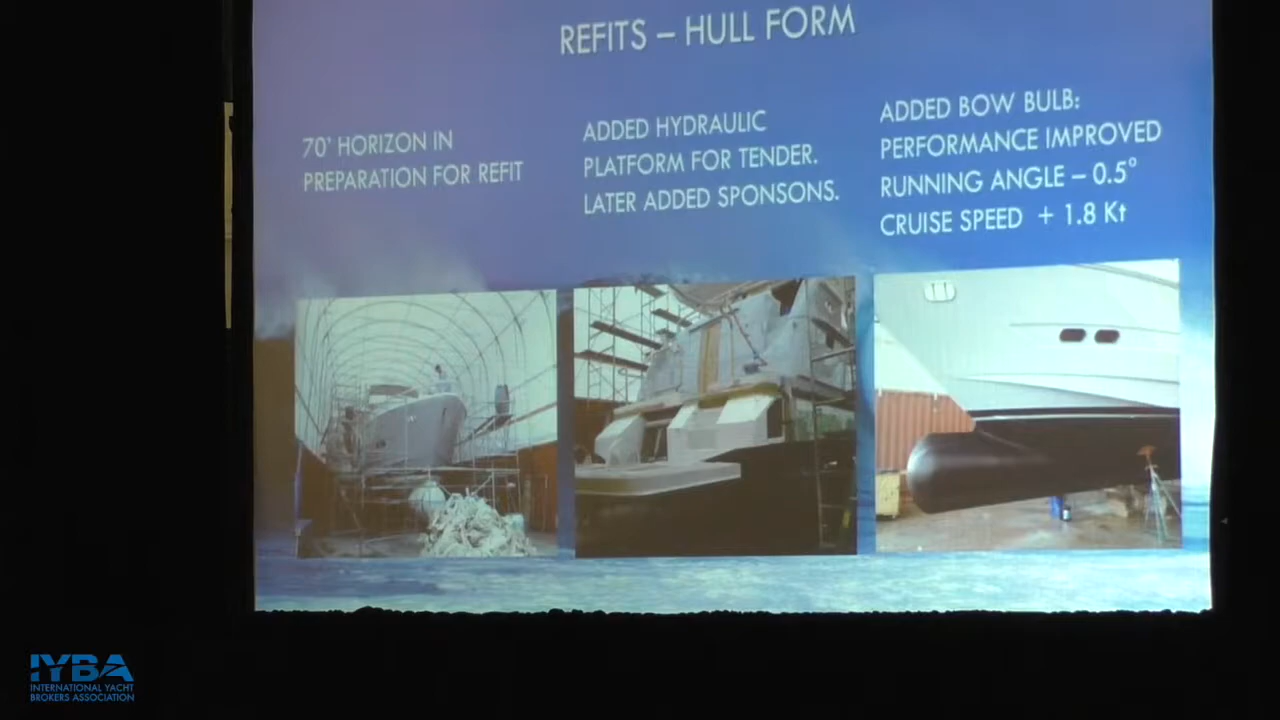 REFITS – HULL FORM
70' HORIZON IN
PREPARATION FOR REFIT
ADDED HYDRAULIC
PLATFORM FOR TENDER.
LATER ADDED SPONSONS.
ADDED BOW BULB:
PERFORMANCE IMPROVED
RUNNING ANGLE – 0.5°
CRUISE SPEED + 1.8 Kt
IYBA
INTERNATIONAL YACHT
BROKERS ASSOCIATION